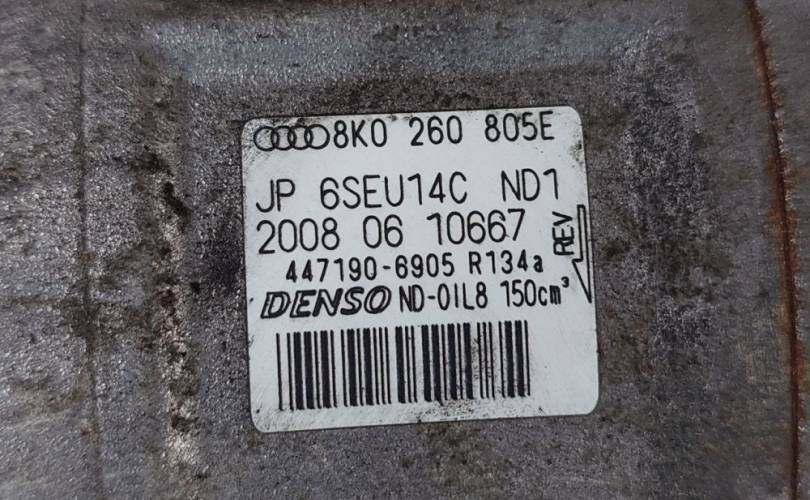 8K0 260 805E
JP 6SEU14C ND1
2008 06 10667
REV
447190-6905 R134a
DENSO ND-OIL8 150cm³